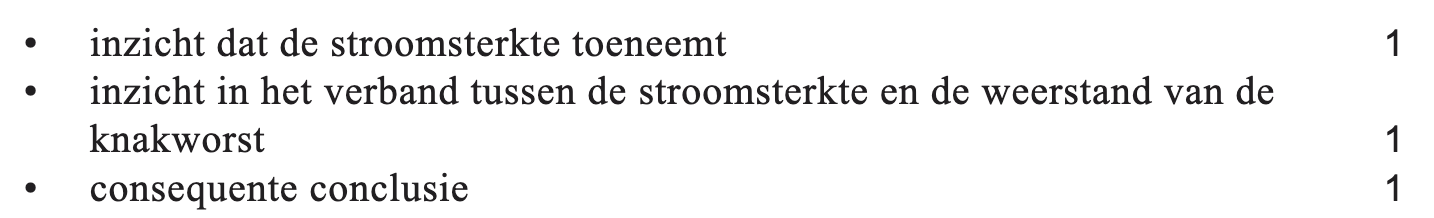 • inzicht dat de stroomsterkte toeneemt 1
• inzicht in het verband tussen de stroomsterkte en de weerstand van de
knakworst 1
• consequente conclusie 1